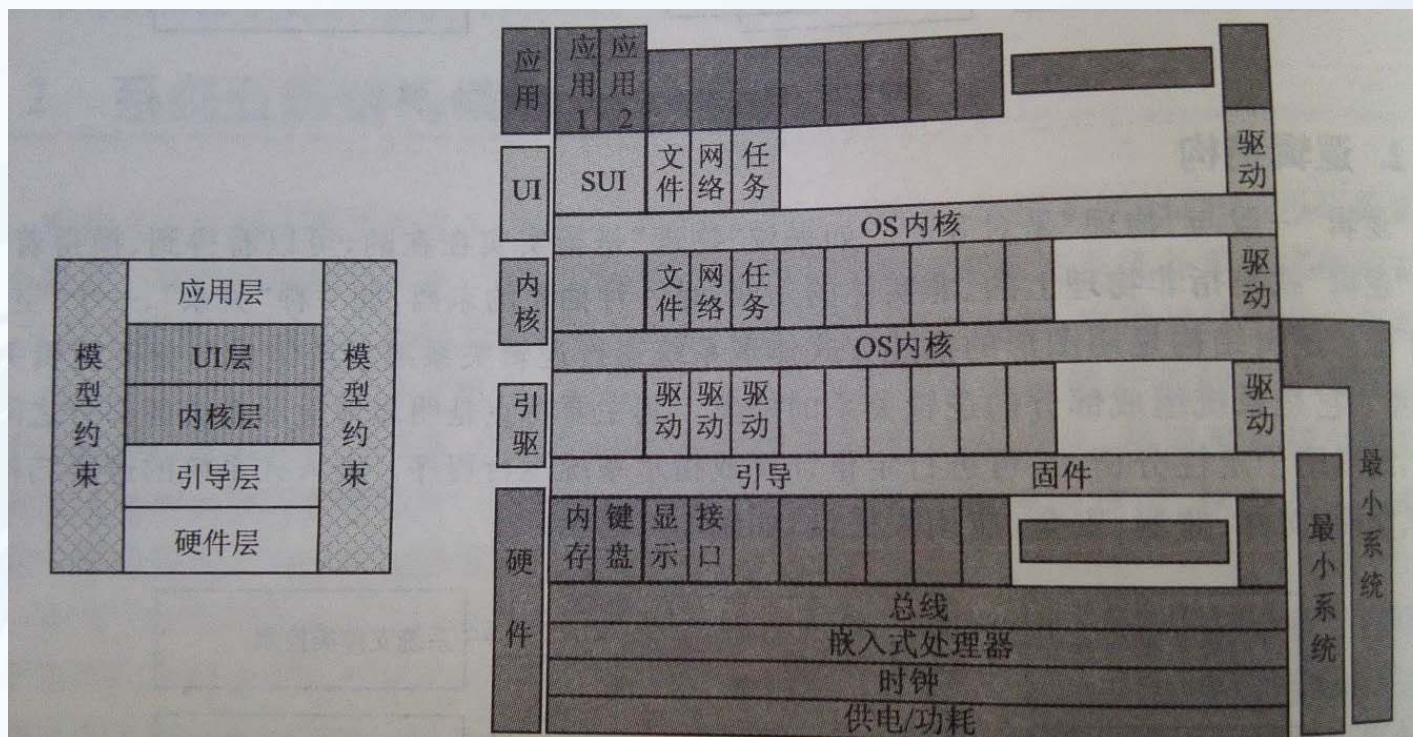 应用层
UI层
内核层
引导层
硬件层
模型约束
模型约束
应用
应用1
应用2
UI
SUI
文件
网络
任务
驱动
OS内核
内核
文件
网络
任务
驱动
OS内核
引驱
驱动
驱动
驱动
驱动
引导
固件
硬件
内存
键盘
显示
接口
总线
嵌入式处理器
时钟
供电/功耗
最小系统
最小系统